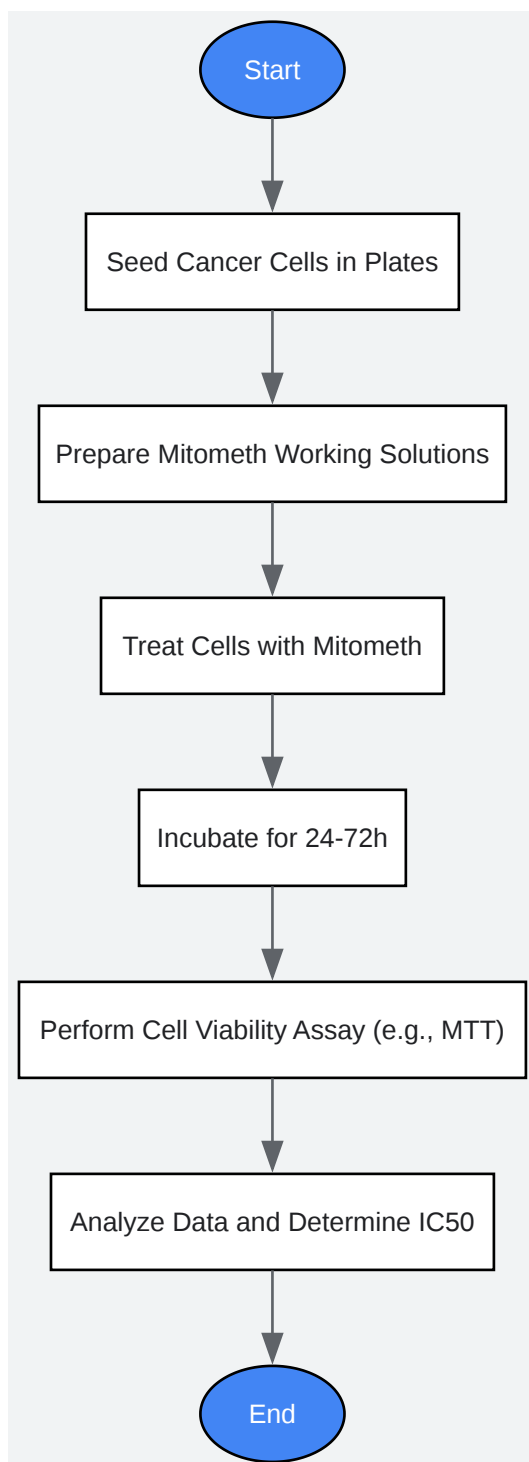 Start
Seed Cancer Cells in Plates
Prepare Mitometh Working Solutions
Treat Cells with Mitometh
Incubate for 24-72h
Perform Cell Viability Assay (e.g., MTT)
Analyze Data and Determine IC50
End